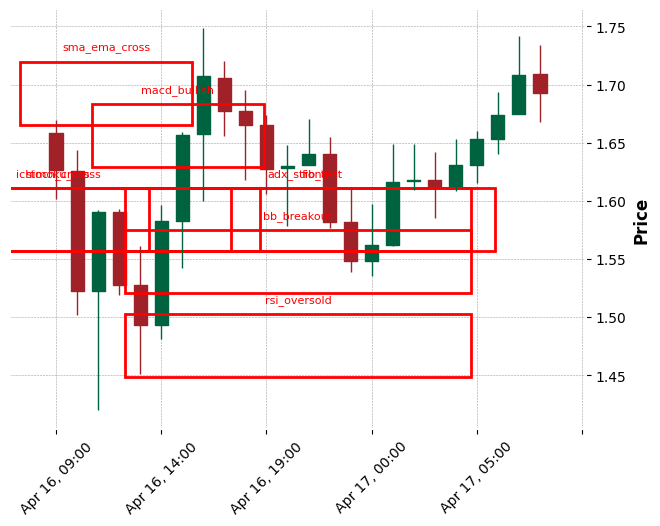 sma_ema_cross
macd_bullish
rsi_oversold
bb_breakout
1.75
1.70
1.65
1.60
1.55
1.50
1.45
Price
Apr 16, 09:00
Apr 16, 14:00
Apr 16, 19:00
Apr 17, 00:00
Apr 17, 05:00